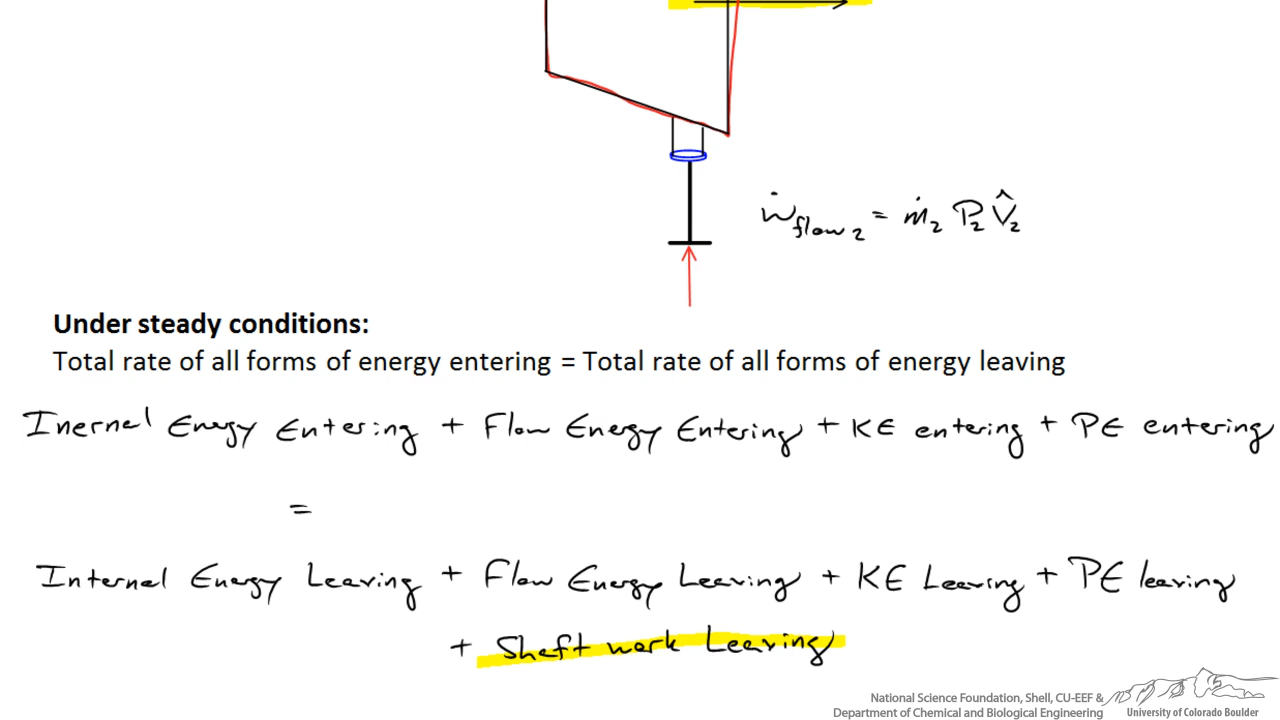 Ẇflow 2 = ṁ2 P2 V̂2
Under steady conditions:
Total rate of all forms of energy entering = Total rate of all forms of energy leaving
Inernal Energy Entering + Flow Energy Entering + KE entering + PE entering
=
Internal Energy Leaving + Flow Energy Leaving + KE Leaving + PE leaving
+ Shaft work Leaving
National Science Foundation, Shell, CU-EEF &
Department of Chemical and Biological Engineering
University of Colorado Boulder